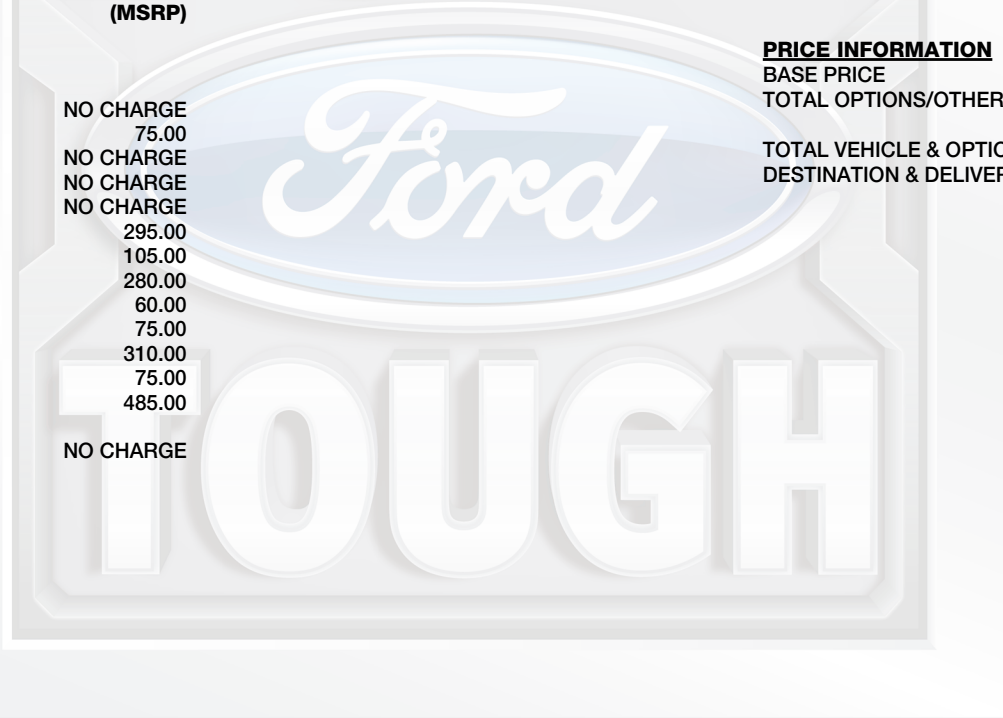 (MSRP)
NO CHARGE
75.00
NO CHARGE
NO CHARGE
NO CHARGE
295.00
105.00
280.00
60.00
75.00
310.00
75.00
485.00
NO CHARGE
PRICE INFORMATION
BASE PRICE
TOTAL OPTIONS/OTHER
TOTAL VEHICLE & OPTIO
DESTINATION & DELIVER
Ford
TOUGH